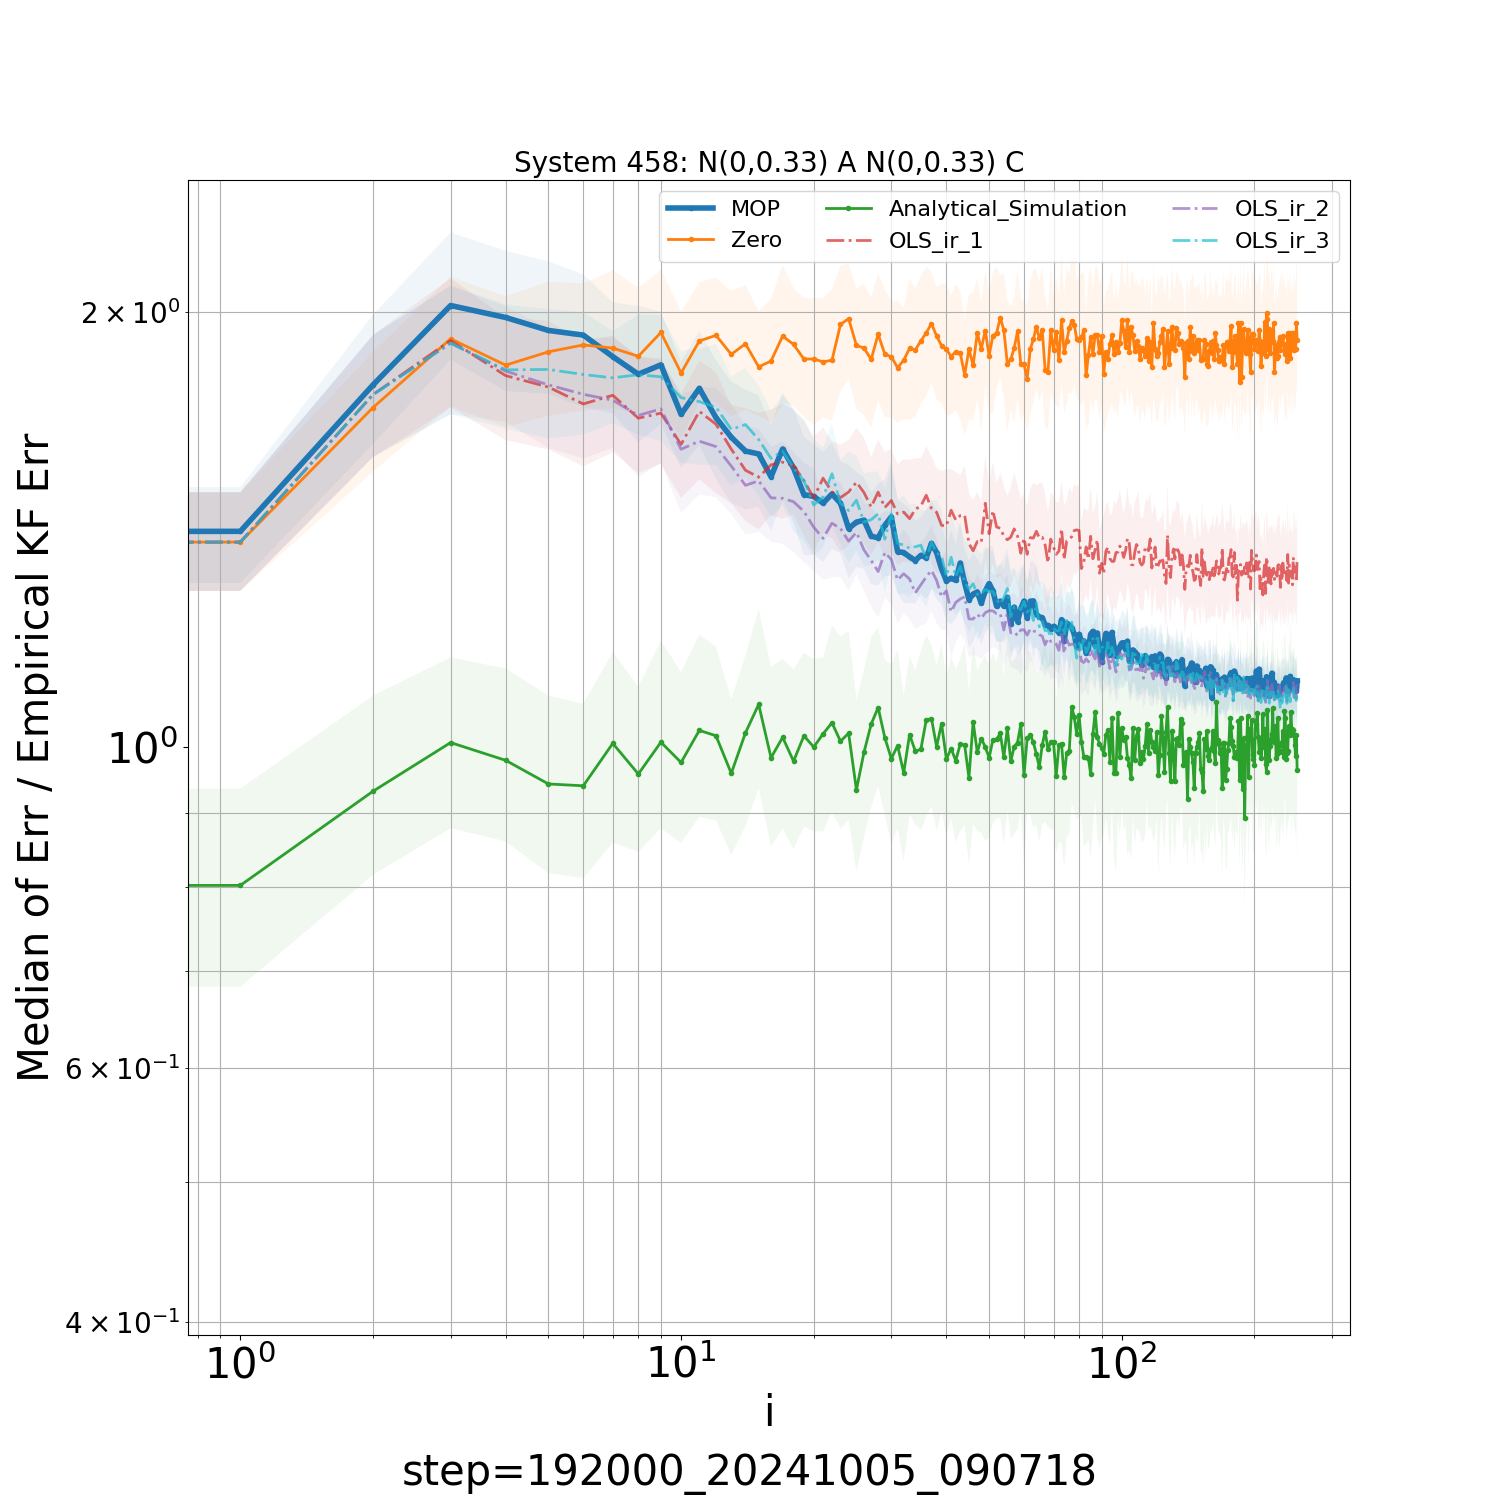 System 458: N(0,0.33) A N(0,0.33) C
MOP
Zero
Analytical_Simulation
OLS_ir_1
OLS_ir_2
OLS_ir_3
Median of Err / Empirical KF Err
2 × 10⁰
10⁰
6 × 10⁻¹
4 × 10⁻¹
10⁰ 10¹ 10²
i
step=192000_20241005_090718